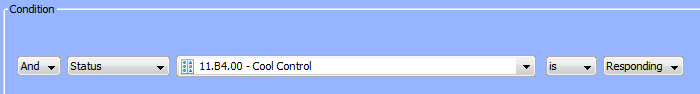 Condition
And Status 11.B4.00 - Cool Control is Responding